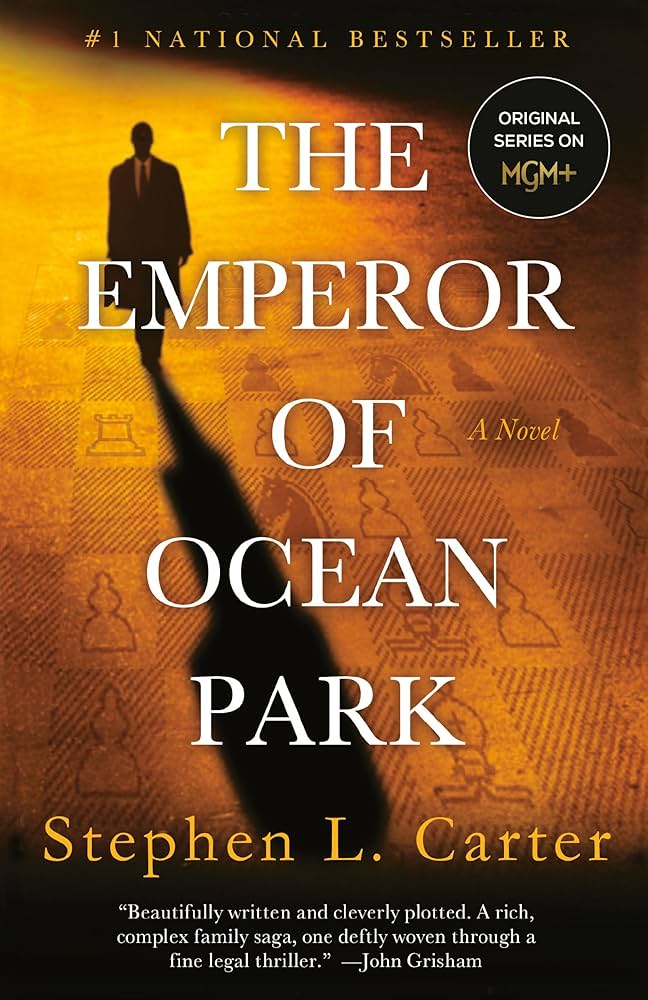 #1 NATIONAL BESTSELLER
ORIGINAL
SERIES ON
MGM+
THE
EMPEROR
OF
A Novel
OCEAN
PARK
Stephen L. Carter
“Beautifully written and cleverly plotted. A rich,
complex family saga, one deftly woven through a
fine legal thriller.” —John Grisham